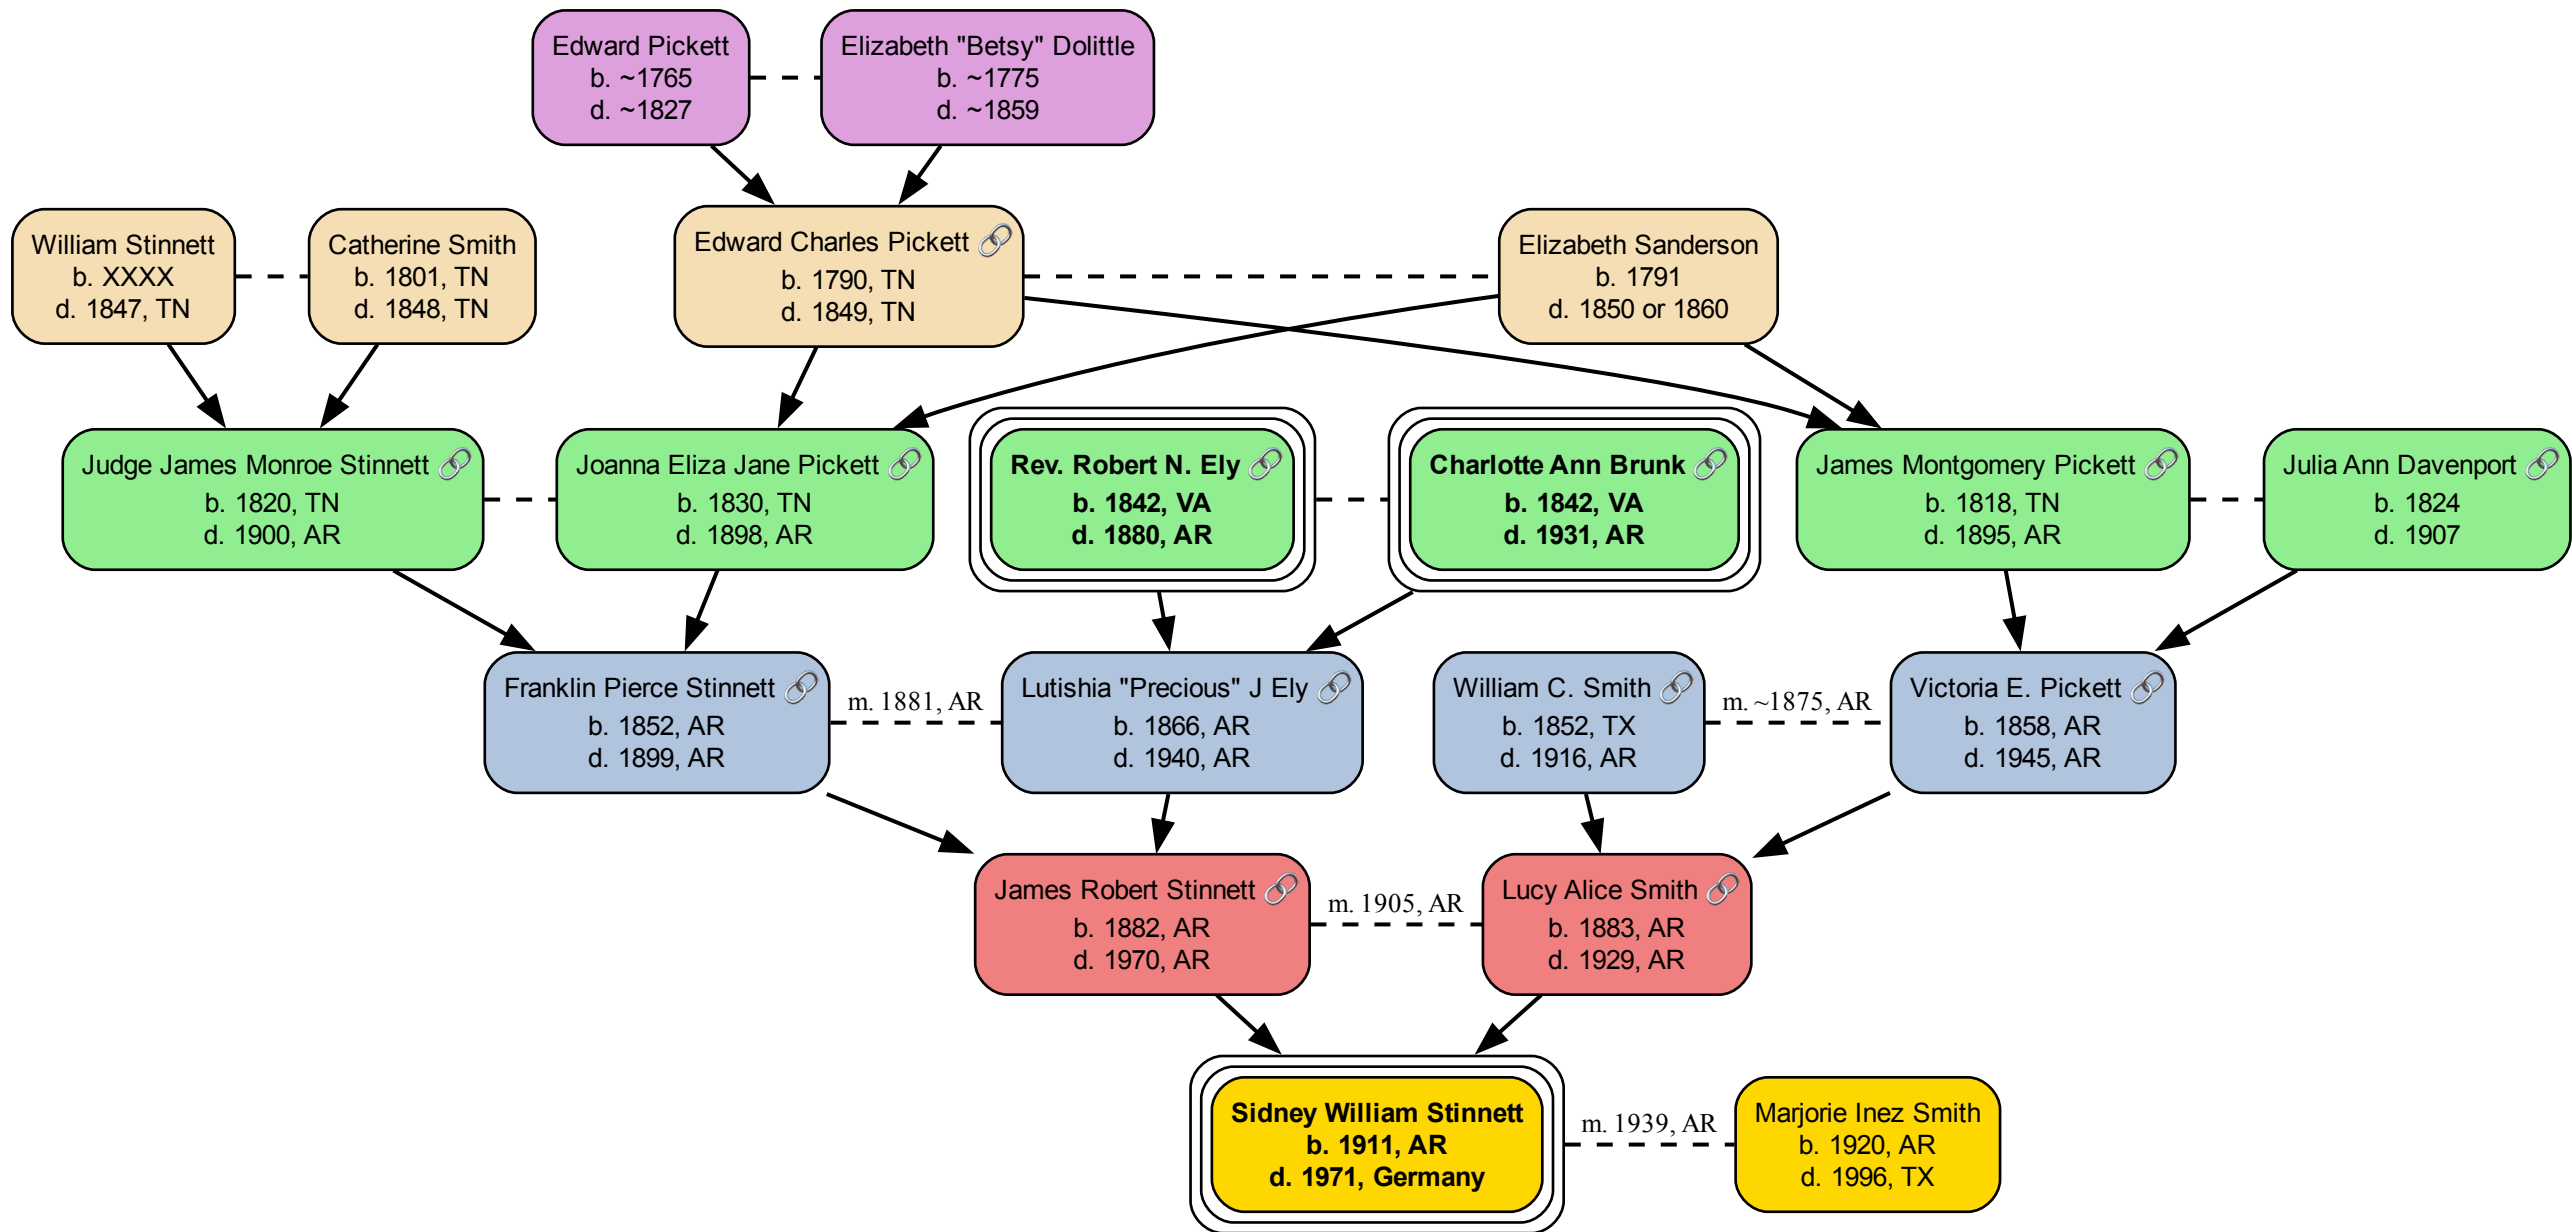 Edward Pickett
b. ~1765
d. ~1827
Elizabeth "Betsy" Dolittle
b. ~1775
d. ~1859
William Stinnett
b. XXXX
d. 1847, TN
Catherine Smith
b. 1801, TN
d. 1848, TN
Edward Charles Pickett
b. 1790, TN
d. 1849, TN
Elizabeth Sanderson
b. 1791
d. 1850 or 1860
Judge James Monroe Stinnett
b. 1820, TN
d. 1900, AR
Joanna Eliza Jane Pickett
b. 1830, TN
d. 1898, AR
Rev. Robert N. Ely
b. 1842, VA
d. 1880, AR
Charlotte Ann Brunk
b. 1842, VA
d. 1931, AR
James Montgomery Pickett
b. 1818, TN
d. 1895, AR
Julia Ann Davenport
b. 1824
d. 1907
Franklin Pierce Stinnett
b. 1852, AR
d. 1899, AR
m. 1881, AR
Lutishia "Precious" J Ely
b. 1866, AR
d. 1940, AR
William C. Smith
b. 1852, TX
d. 1916, AR
m. ~1875, AR
Victoria E. Pickett
b. 1858, AR
d. 1945, AR
James Robert Stinnett
b. 1882, AR
d. 1970, AR
m. 1905, AR
Lucy Alice Smith
b. 1883, AR
d. 1929, AR
Sidney William Stinnett
b. 1911, AR
d. 1971, Germany
m. 1939, AR
Marjorie Inez Smith
b. 1920, AR
d. 1996, TX